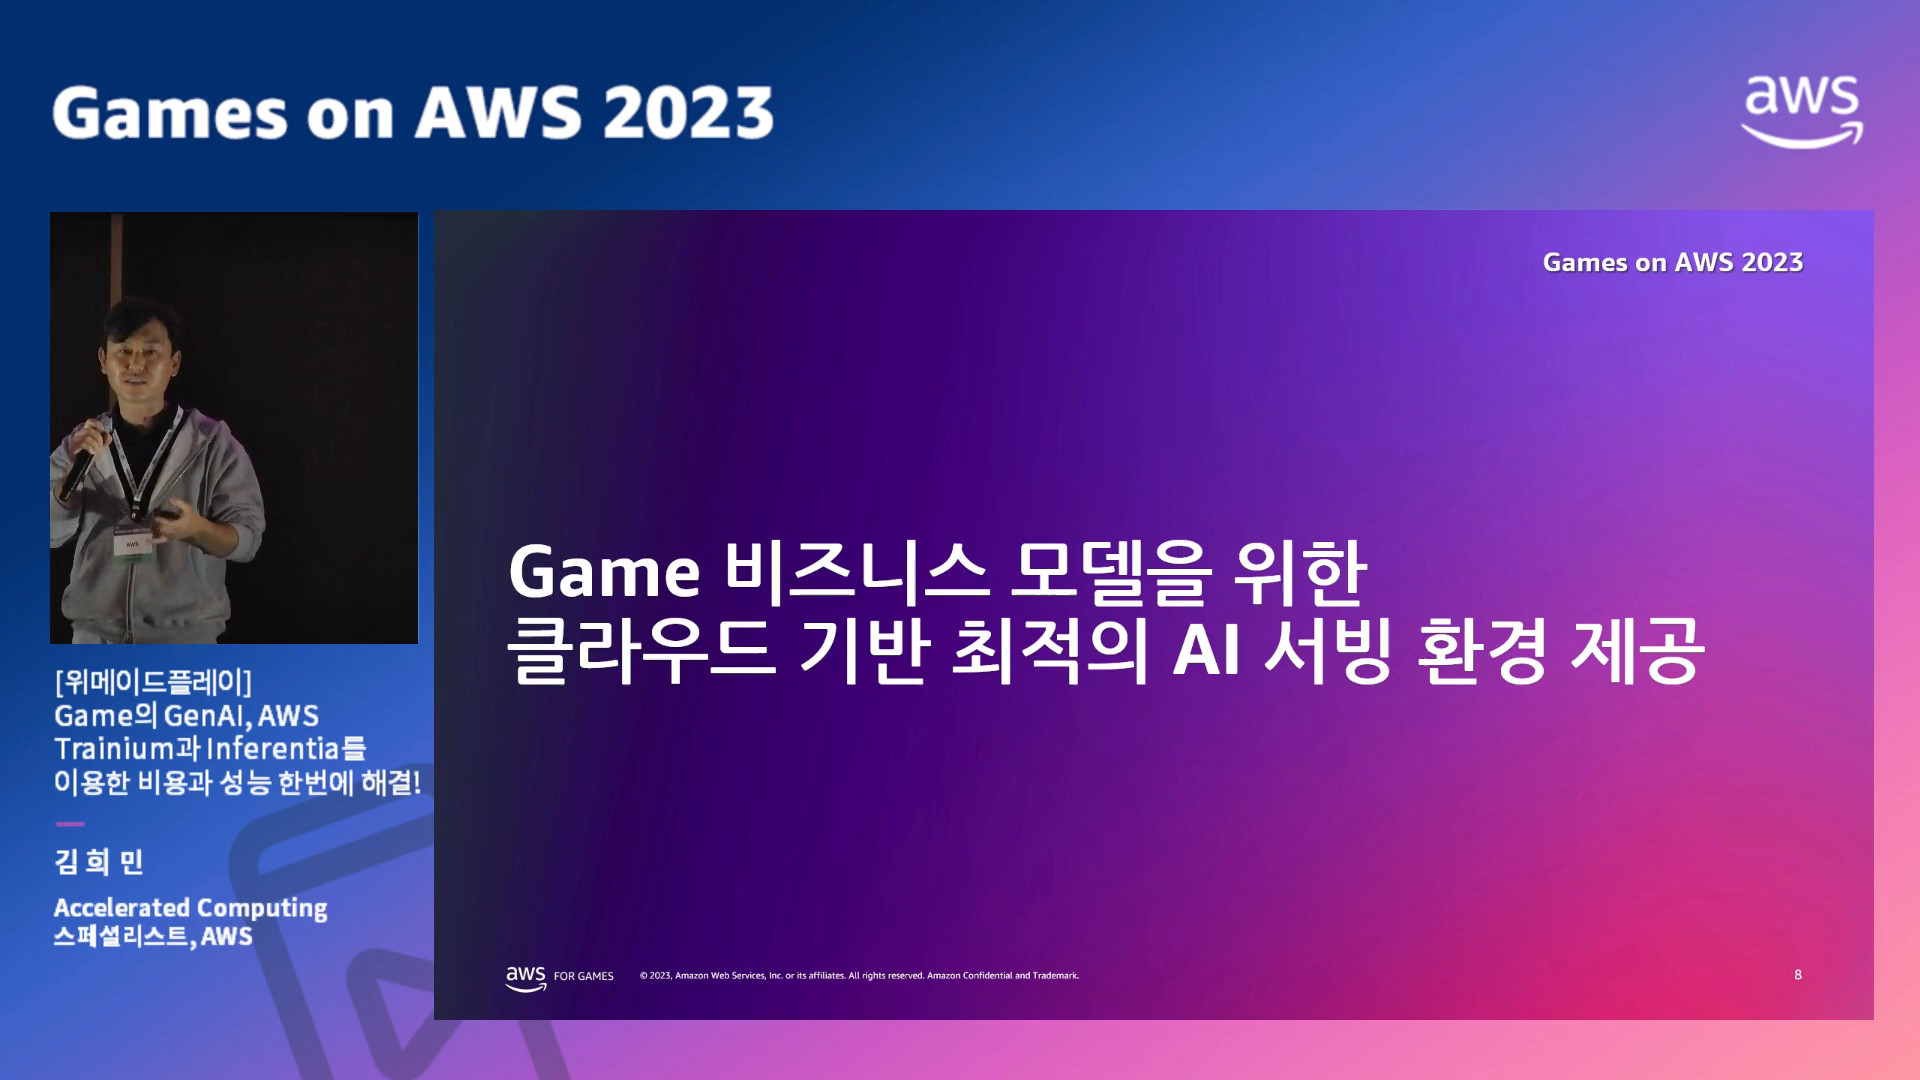 Games on AWS 2023
aws
Games on AWS 2023
Game 비즈니스 모델을 위한
클라우드 기반 최적의 AI 서빙 환경 제공
AWS
[위메이드플레이]
Game의 GenAI, AWS
Trainium과 Inferentia를
이용한 비용과 성능 한번에 해결!
김희민
Accelerated Computing
스페셜리스트, AWS
aws FOR GAMES © 2023, Amazon Web Services, Inc. or its affiliates. All rights reserved. Amazon Confidential and Trademark. 8